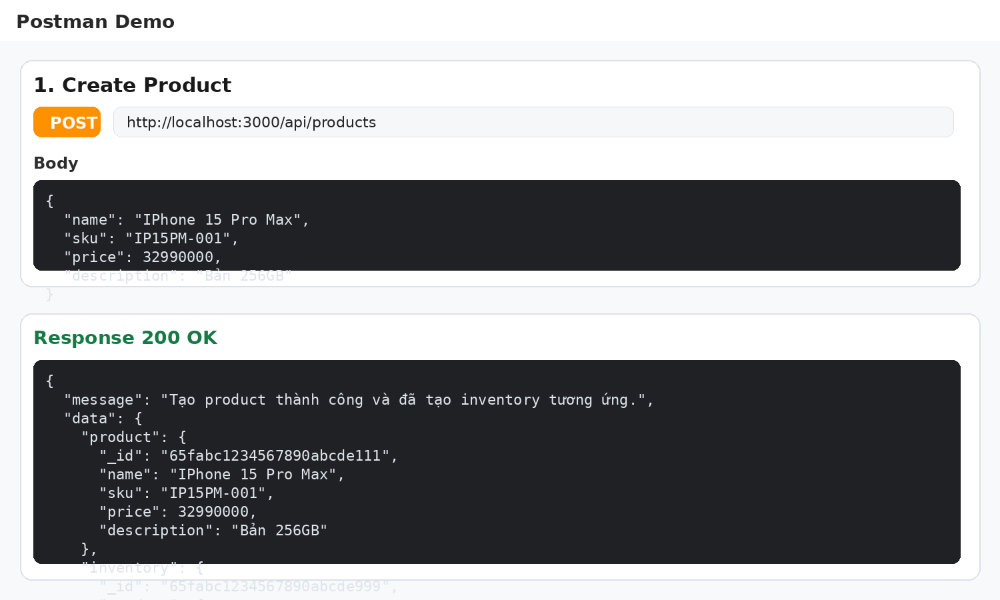 Postman Demo
1. Create Product
POST
http://localhost:3000/api/products
Body
{
  "name": "IPhone 15 Pro Max",
  "sku": "IP15PM-001",
  "price": 32990000,
  "description": "Bản 256GB"
}
Response 200 OK
{
  "message": "Tạo product thành công và đã tạo inventory tương ứng.",
  "data": {
    "product": {
      "_id": "65fabc1234567890abcde111",
      "name": "IPhone 15 Pro Max",
      "sku": "IP15PM-001",
      "price": 32990000,
      "description": "Bản 256GB"
    },
    "inventory": {
      "_id": "65fabc1234567890abcde999",